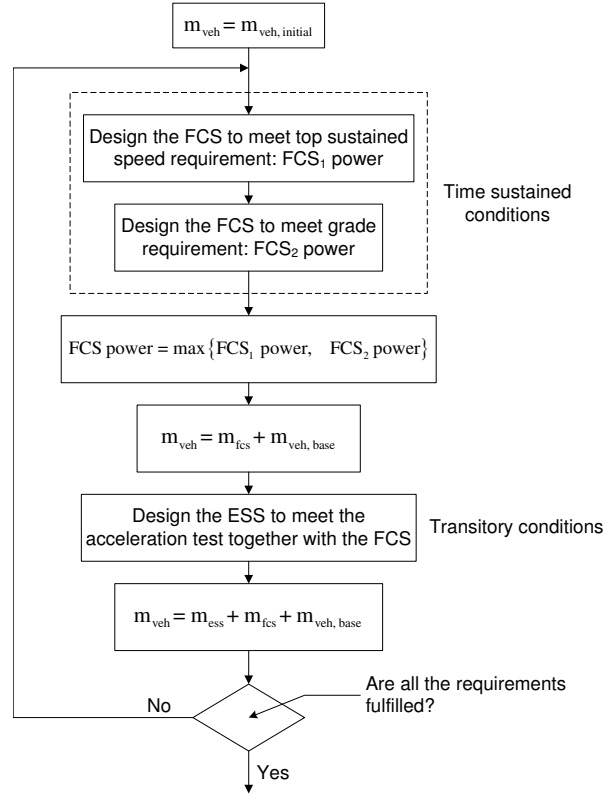 m_veh = m_veh, initial
Design the FCS to meet top sustained
speed requirement: FCS₁ power
Time sustained
conditions
Design the FCS to meet grade
requirement: FCS₂ power
FCS power = max {FCS₁ power, FCS₂ power}
m_veh = m_fcs + m_veh, base
Design the ESS to meet the
acceleration test together with the FCS
Transitory conditions
m_veh = m_ess + m_fcs + m_veh, base
Are all the requirements
fulfilled?
No
Yes